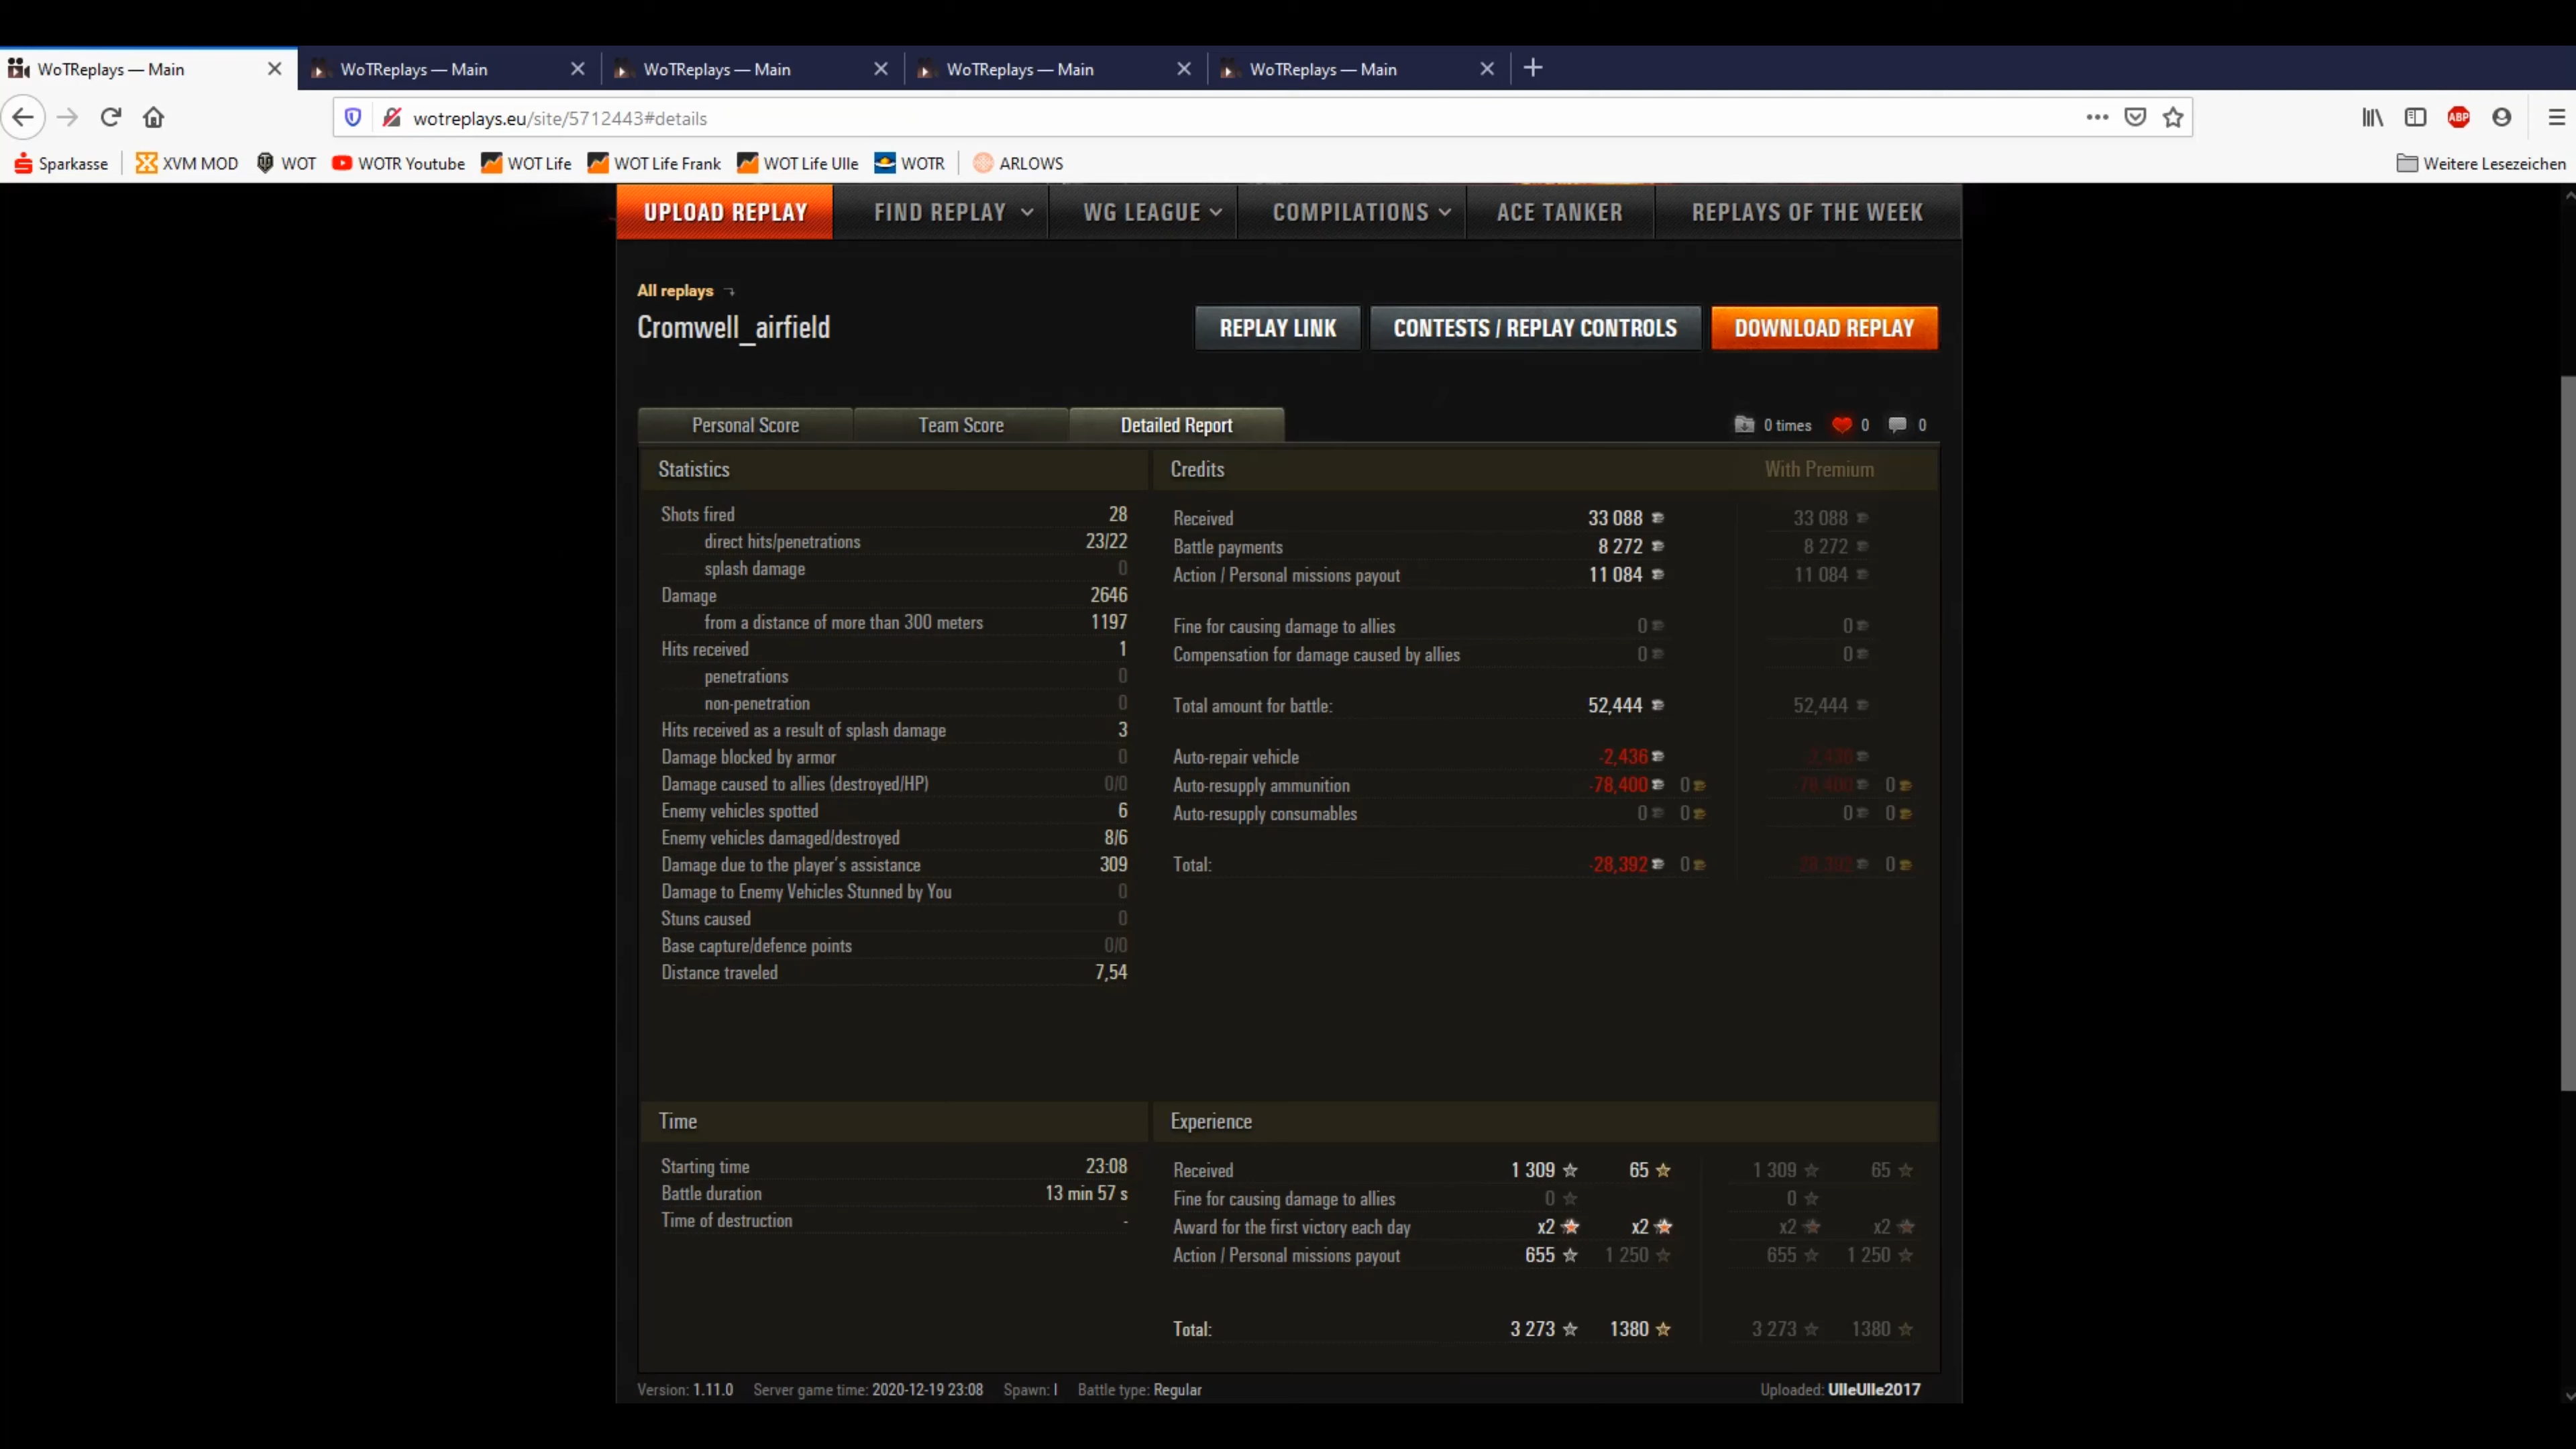 WoTReplays — Main WoTReplays — Main WoTReplays — Main WoTReplays — Main WoTReplays — Main
wotreplays.eu/site/5712443#details ABP
Sparkasse XVM MOD WOT WOTR Youtube WOT Life WOT Life Frank WOT Life Ulle WOTR ARLOWS Weitere Lesezeichen
UPLOAD REPLAY FIND REPLAY WG LEAGUE COMPILATIONS ACE TANKER REPLAYS OF THE WEEK
All replays
Cromwell_airfield REPLAY LINK CONTESTS / REPLAY CONTROLS DOWNLOAD REPLAY
Personal Score Team Score Detailed Report 0 times 0 0
Statistics Credits With Premium
Shots fired 28 Received 33 088 33 088
direct hits/penetrations 23/22 Battle payments 8 272 8 272
splash damage 0 Action / Personal missions payout 11 084 11 084
Damage 2646
from a distance of more than 300 meters 1197 Fine for causing damage to allies 0 0
Hits received 1 Compensation for damage caused by allies 0 0
penetrations 0
non-penetration 0 Total amount for battle: 52,444 52,444
Hits received as a result of splash damage 3
Damage blocked by armor 0 Auto-repair vehicle -2,436 -2,436
Damage caused to allies (destroyed/HP) 0/0 Auto-resupply ammunition -78,400 0 -78,400 0
Enemy vehicles spotted 6 Auto-resupply consumables 0 0 0 0
Enemy vehicles damaged/destroyed 8/6
Damage due to the player's assistance 309 Total: -28,392 0 -28,392 0
Damage to Enemy Vehicles Stunned by You 0
Stuns caused 0
Base capture/defence points 0/0
Distance traveled 7,54
Time Experience
Starting time 23:08 Received 1 309 65 1 309 65
Battle duration 13 min 57 s Fine for causing damage to allies 0 0
Time of destruction - Award for the first victory each day x2 x2 x2 x2
Action / Personal missions payout 655 1 250 655 1 250
Total: 3 273 1380 3 273 1380
Version: 1.11.0 Server game time: 2020-12-19 23:08 Spawn: I Battle type: Regular Uploaded: UlleUlle2017